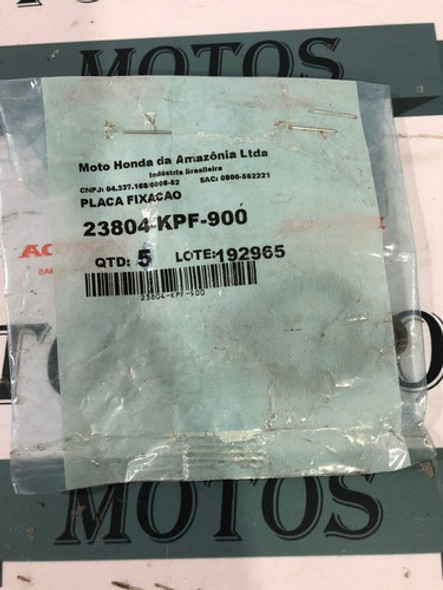 MOTOS
Moto Honda da Amazônia Ltda
Indústria Brasileira
CNPJ: 04.337.168/0006-52 SAC: 0800-552221
PLACA FIXACAO
23804-KPF-900
QTD: 5 LOTE:192965
23804-KPF-900
MOTOS